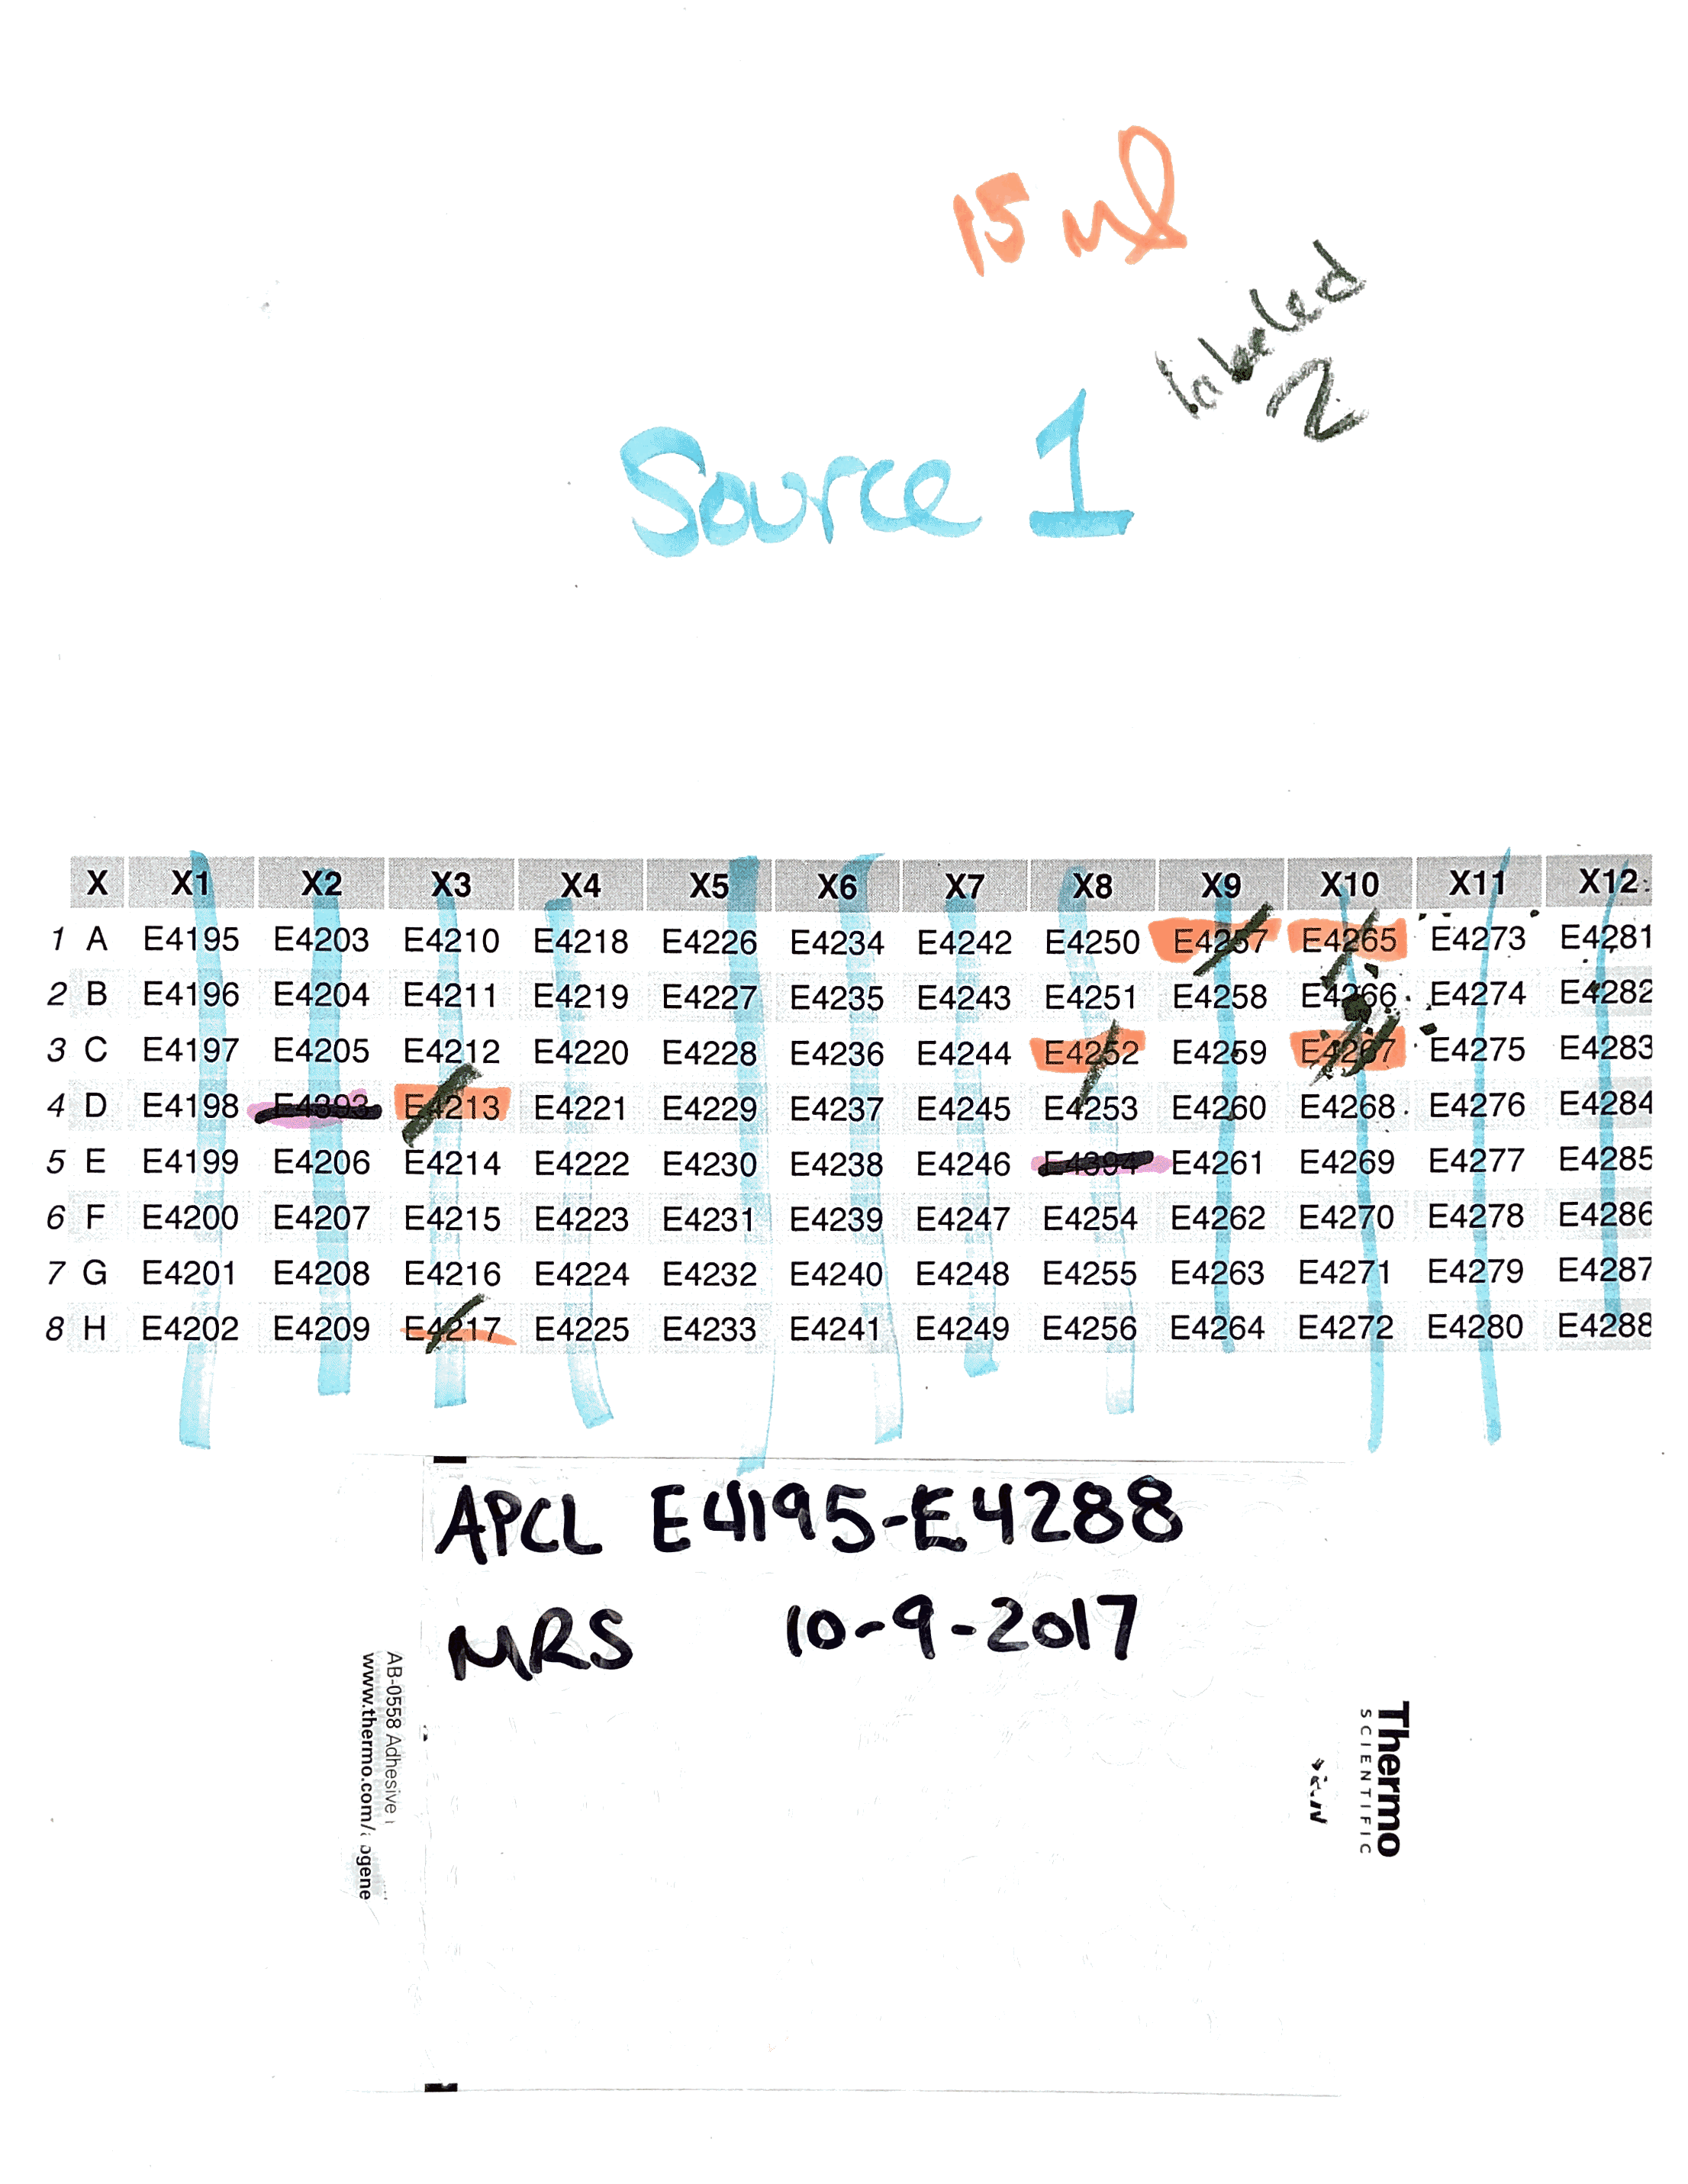 15 ul
labeled
2
Source 1
X X1 X2 X3 X4 X5 X6 X7 X8 X9 X10 X11 X12
1 A E4195 E4203 E4210 E4218 E4226 E4234 E4242 E4250 E4257 E4265 E4273 E4281
2 B E4196 E4204 E4211 E4219 E4227 E4235 E4243 E4251 E4258 E4266 E4274 E4282
3 C E4197 E4205 E4212 E4220 E4228 E4236 E4244 E4252 E4259 E4267 E4275 E4283
4 D E4198 E4393 E4213 E4221 E4229 E4237 E4245 E4253 E4260 E4268 E4276 E4284
5 E E4199 E4206 E4214 E4222 E4230 E4238 E4246 E4394 E4261 E4269 E4277 E4285
6 F E4200 E4207 E4215 E4223 E4231 E4239 E4247 E4254 E4262 E4270 E4278 E4286
7 G E4201 E4208 E4216 E4224 E4232 E4240 E4248 E4255 E4263 E4271 E4279 E4287
8 H E4202 E4209 E4217 E4225 E4233 E4241 E4249 E4256 E4264 E4272 E4280 E4288
APCL E4195-E4288
MRS 10-9-2017
AB-0558 Adhesive
www.thermo.com/
Thermo
SCIENTIFIC